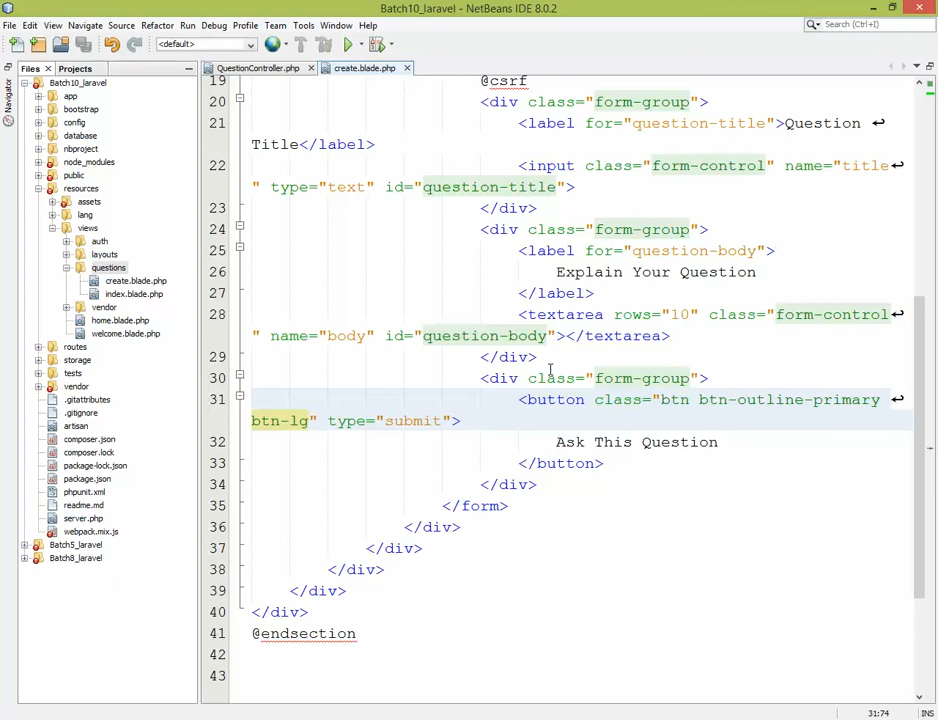 Batch10_laravel - NetBeans IDE 8.0.2
File Edit View Navigate Source Refactor Run Debug Profile Team Tools Window Help
Search (Ctrl+I)
<default>
Files Projects
QuestionController.php create.blade.php
Navigator
Batch10_laravel
app
bootstrap
config
database
nbproject
node_modules
public
resources
assets
lang
views
auth
layouts
questions
create.blade.php
index.blade.php
vendor
home.blade.php
welcome.blade.php
routes
storage
tests
vendor
.gitattributes
.gitignore
artisan
composer.json
composer.lock
package-lock.json
package.json
phpunit.xml
readme.md
server.php
webpack.mix.js
Batch5_laravel
Batch8_laravel
19 @csrf
20 <div class="form-group">
21 <label for="question-title">Question
Title</label>
22 <input class="form-control" name="title
" type="text" id="question-title">
23 </div>
24 <div class="form-group">
25 <label for="question-body">
26 Explain Your Question
27 </label>
28 <textarea rows="10" class="form-control
" name="body" id="question-body"></textarea>
29 </div>
30 <div class="form-group">
31 <button class="btn btn-outline-primary
btn-lg" type="submit">
32 Ask This Question
33 </button>
34 </div>
35 </form>
36 </div>
37 </div>
38 </div>
39 </div>
40 </div>
41 @endsection
42
43
31:74 INS